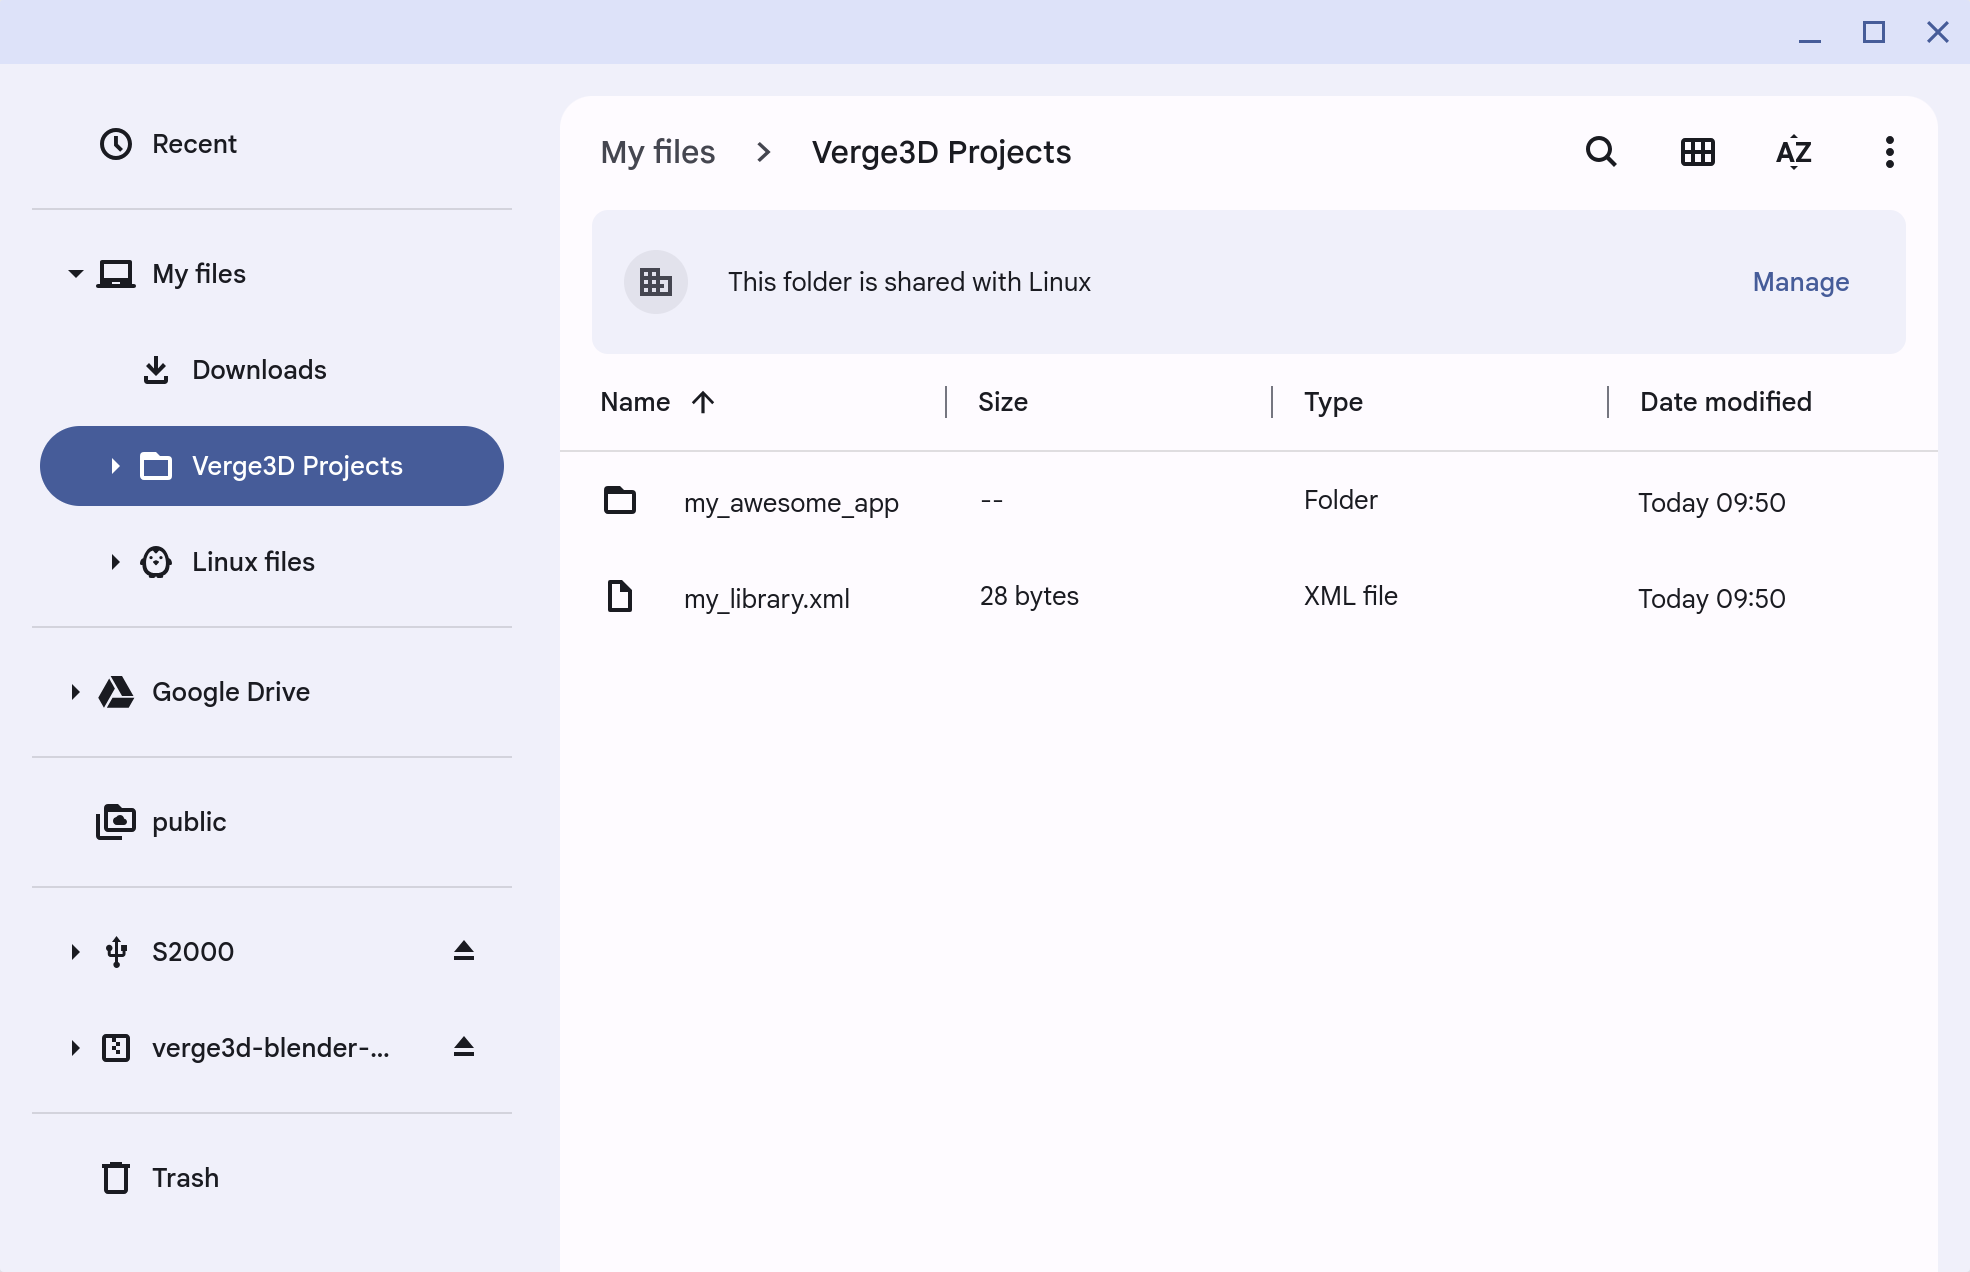 Recent
My files
Downloads
Verge3D Projects
Linux files
Google Drive
public
S2000
verge3d-blender-...
Trash
My files > Verge3D Projects
AZ
This folder is shared with Linux Manage
Name Size Type Date modified
my_awesome_app -- Folder Today 09:50
my_library.xml 28 bytes XML file Today 09:50